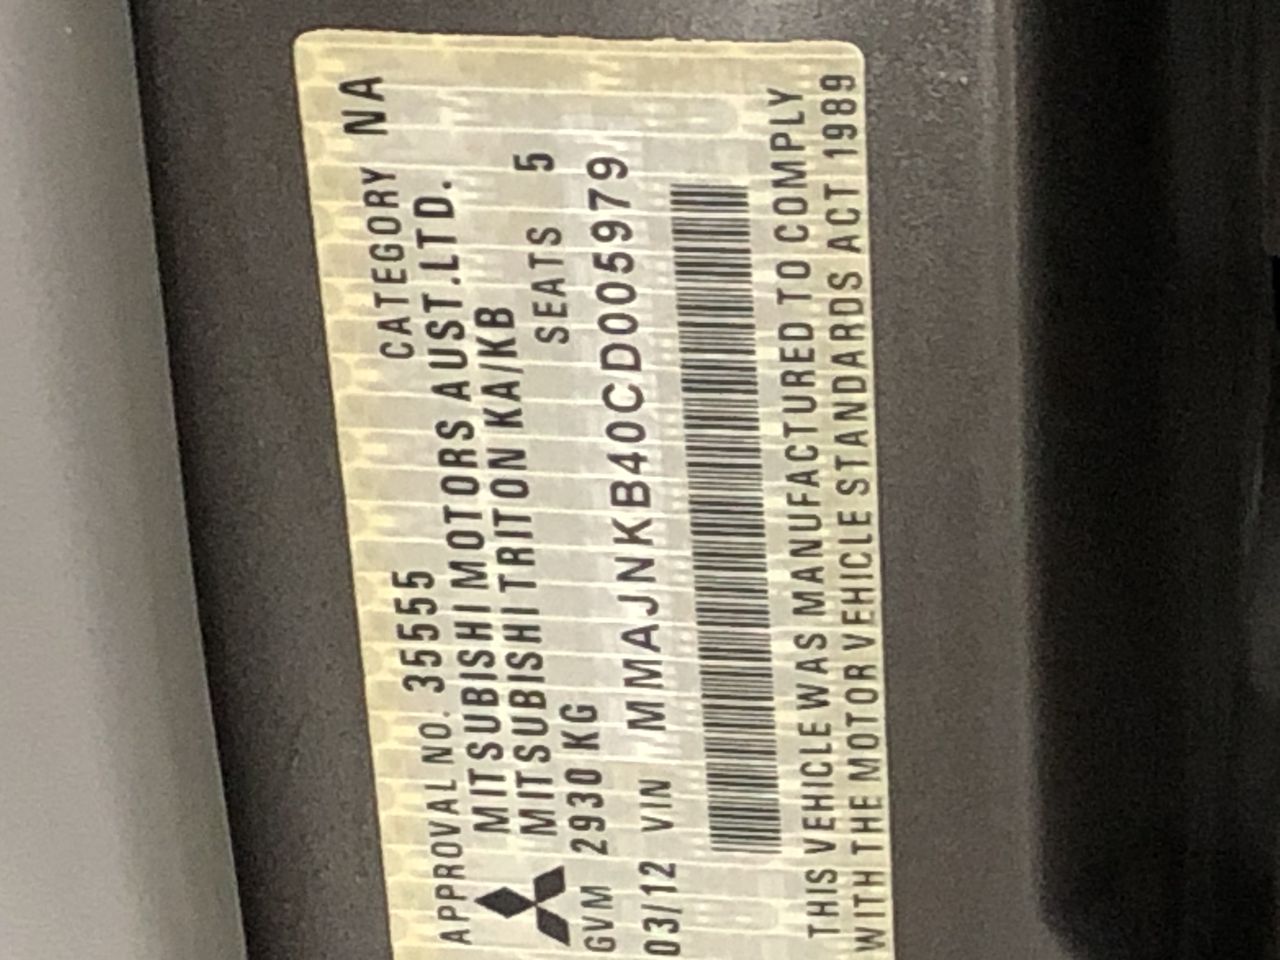 APPROVAL NO. 35555 CATEGORY NA
MITSUBISHI MOTORS AUST.LTD.
MITSUBISHI TRITON KA/KB
GVM 2930 KG SEATS 5
03/12 VIN MMAJNKB40CD005979
THIS VEHICLE WAS MANUFACTURED TO COMPLY
WITH THE MOTOR VEHICLE STANDARDS ACT 1989